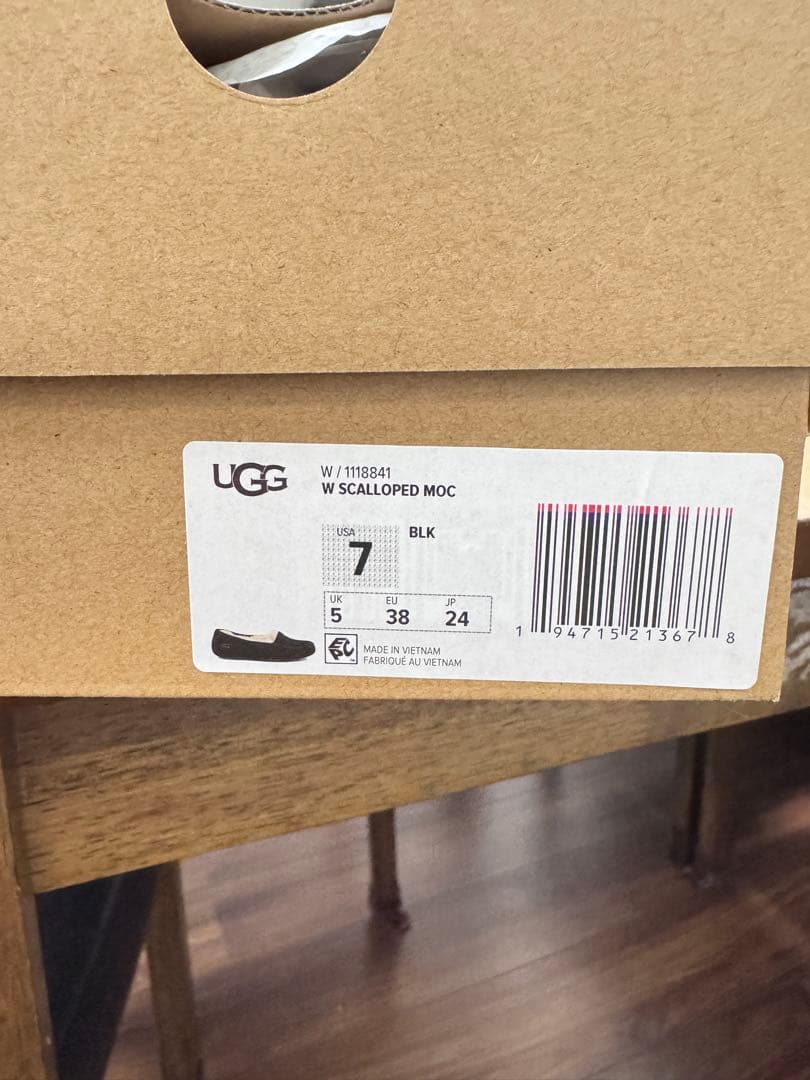 UGG
W / 1118841
W SCALLOPED MOC
USA
7
BLK
UK EU JP
5 38 24
EPC
MADE IN VIETNAM
FABRIQUÉ AU VIETNAM
1 94715 21367 8